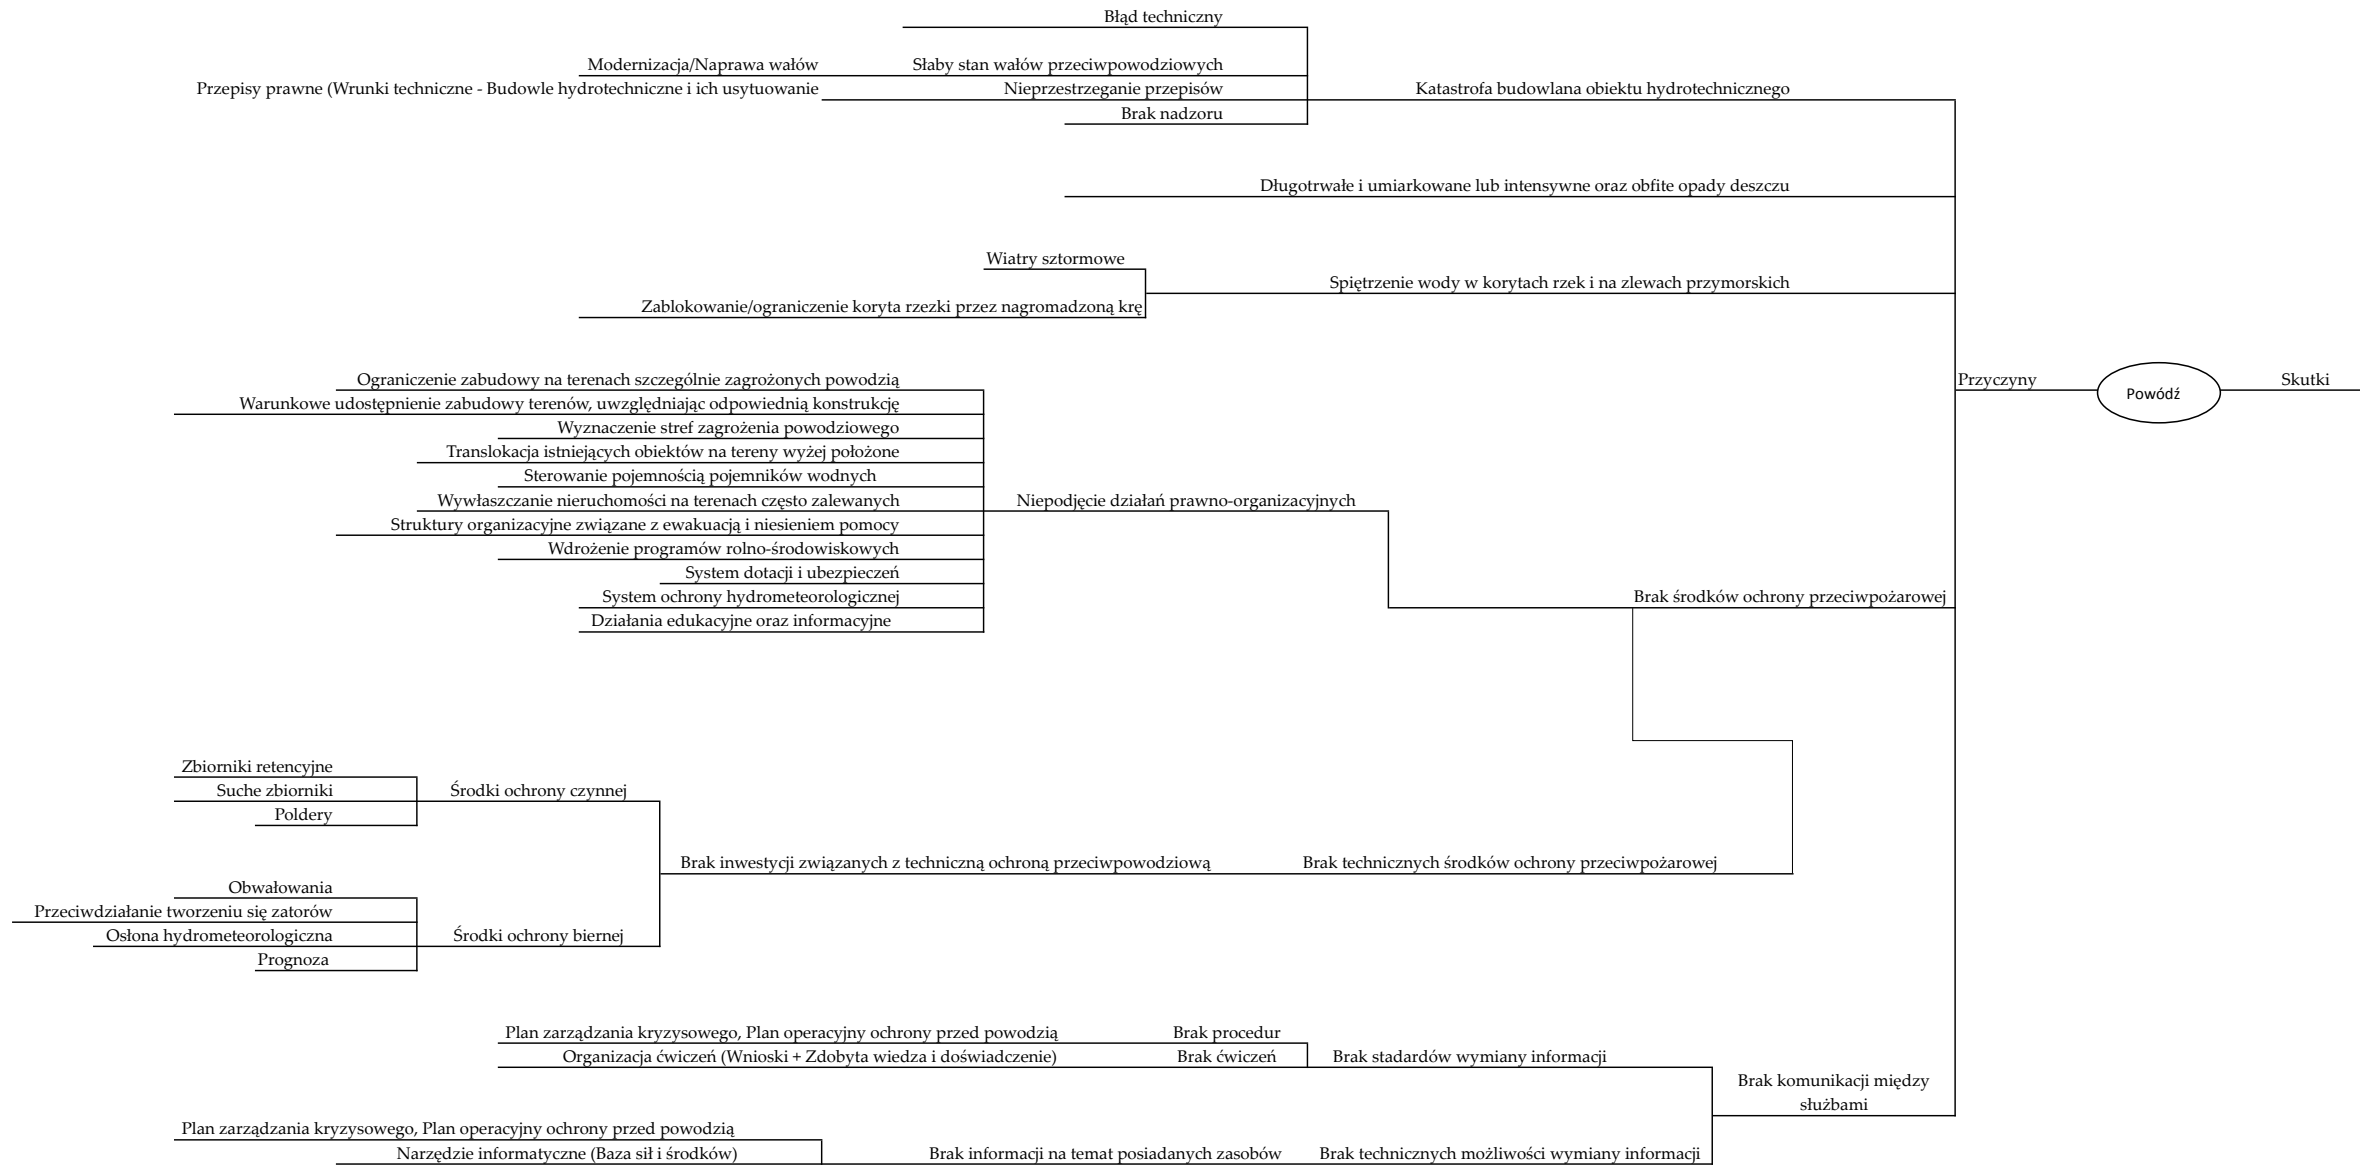 Błąd techniczny
Modernizacja/Naprawa wałów
Słaby stan wałów przeciwpowodziowych
Przepisy prawne (Wrunki techniczne - Budowle hydrotechniczne i ich usytuowanie
Nieprzestrzeganie przepisów
Katastrofa budowlana obiektu hydrotechnicznego
Brak nadzoru
Długotrwałe i umiarkowane lub intensywne oraz obfite opady deszczu
Wiatry sztormowe
Spiętrzenie wody w korytach rzek i na zlewach przymorskich
Zablokowanie/ograniczenie koryta rzezki przez nagromadzoną krę
Ograniczenie zabudowy na terenach szczególnie zagrożonych powodzią
Przyczyny
Powódź
Skutki
Warunkowe udostępnienie zabudowy terenów, uwzględniając odpowiednią konstrukcję
Wyznaczenie stref zagrożenia powodziowego
Translokacja istniejących obiektów na tereny wyżej położone
Sterowanie pojemnością pojemników wodnych
Wywłaszczanie nieruchomości na terenach często zalewanych
Niepodjęcie działań prawno-organizacyjnych
Struktury organizacyjne związane z ewakuacją i niesieniem pomocy
Wdrożenie programów rolno-środowiskowych
System dotacji i ubezpieczeń
System ochrony hydrometeorologicznej
Brak środków ochrony przeciwpożarowej
Działania edukacyjne oraz informacyjne
Zbiorniki retencyjne
Suche zbiorniki
Środki ochrony czynnej
Poldery
Brak inwestycji związanych z techniczną ochroną przeciwpowodziową
Brak technicznych środków ochrony przeciwpożarowej
Obwałowania
Przeciwdziałanie tworzeniu się zatorów
Osłona hydrometeorologiczna
Środki ochrony biernej
Prognoza
Plan zarządzania kryzysowego, Plan operacyjny ochrony przed powodzią
Brak procedur
Organizacja ćwiczeń (Wnioski + Zdobyta wiedza i doświadczenie)
Brak ćwiczeń
Brak stadardów wymiany informacji
Brak komunikacji między
służbami
Plan zarządzania kryzysowego, Plan operacyjny ochrony przed powodzią
Narzędzie informatyczne (Baza sił i środków)
Brak informacji na temat posiadanych zasobów
Brak technicznych możliwości wymiany informacji